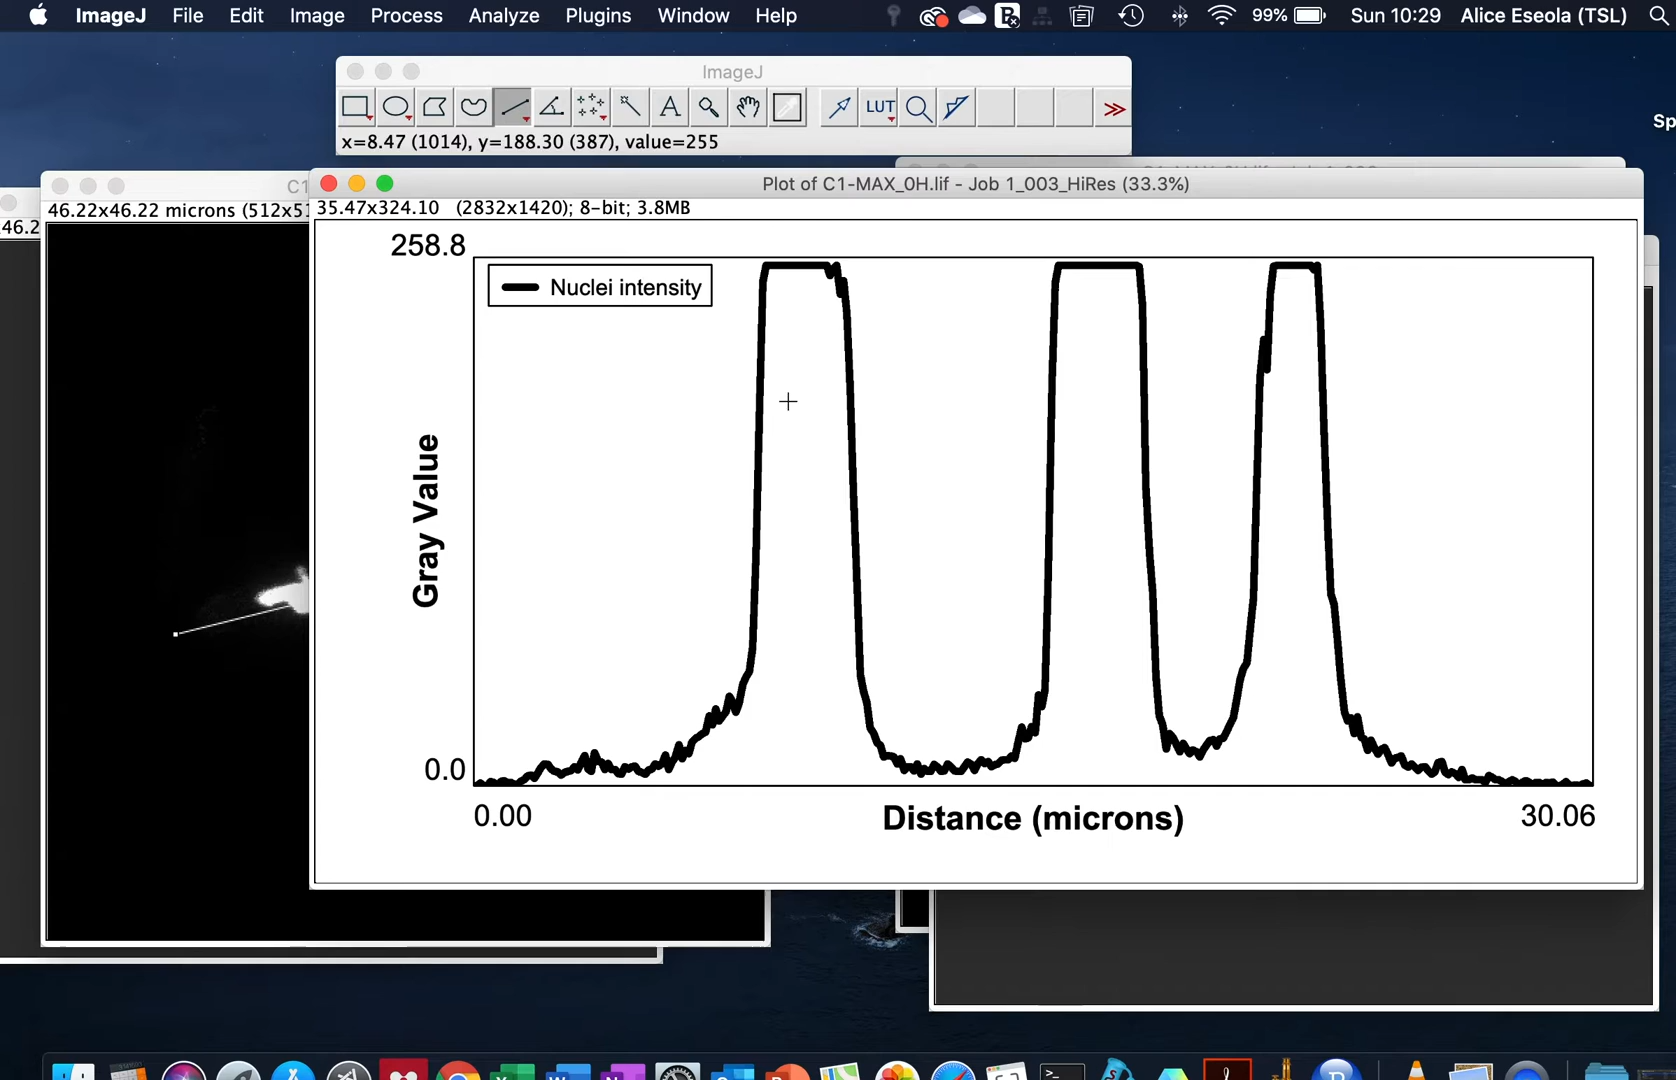 ImageJ File Edit Image Process Analyze Plugins Window Help 99% Sun 10:29 Alice Eseola (TSL)
ImageJ
LUT
x=8.47 (1014), y=188.30 (387), value=255
Sp
C1
46.22x46.22 microns (512x51
46.2
Plot of C1-MAX_0H.lif - Job 1_003_HiRes (33.3%)
35.47x324.10 (2832x1420); 8-bit; 3.8MB
258.8
Nuclei intensity
Gray Value
0.0
0.00
Distance (microns)
30.06